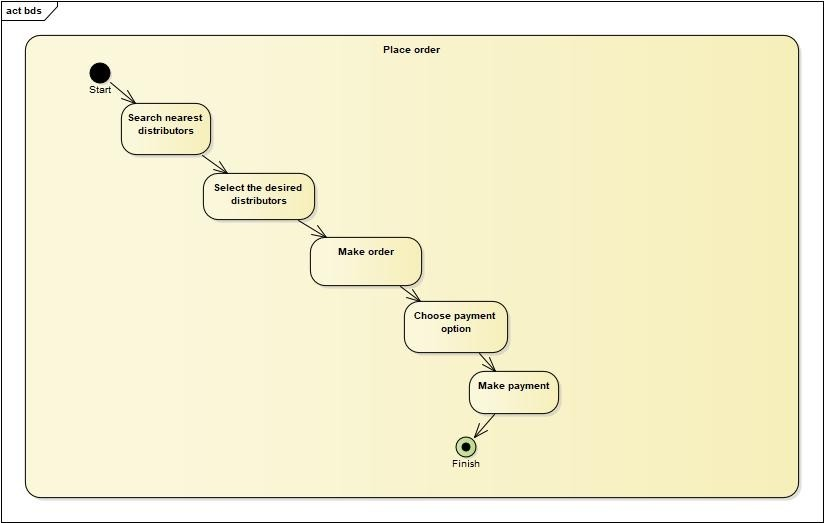 act bds
Place order
Start
Search nearest
distributors
Select the desired
distributors
Make order
Choose payment
option
Make payment
Finish